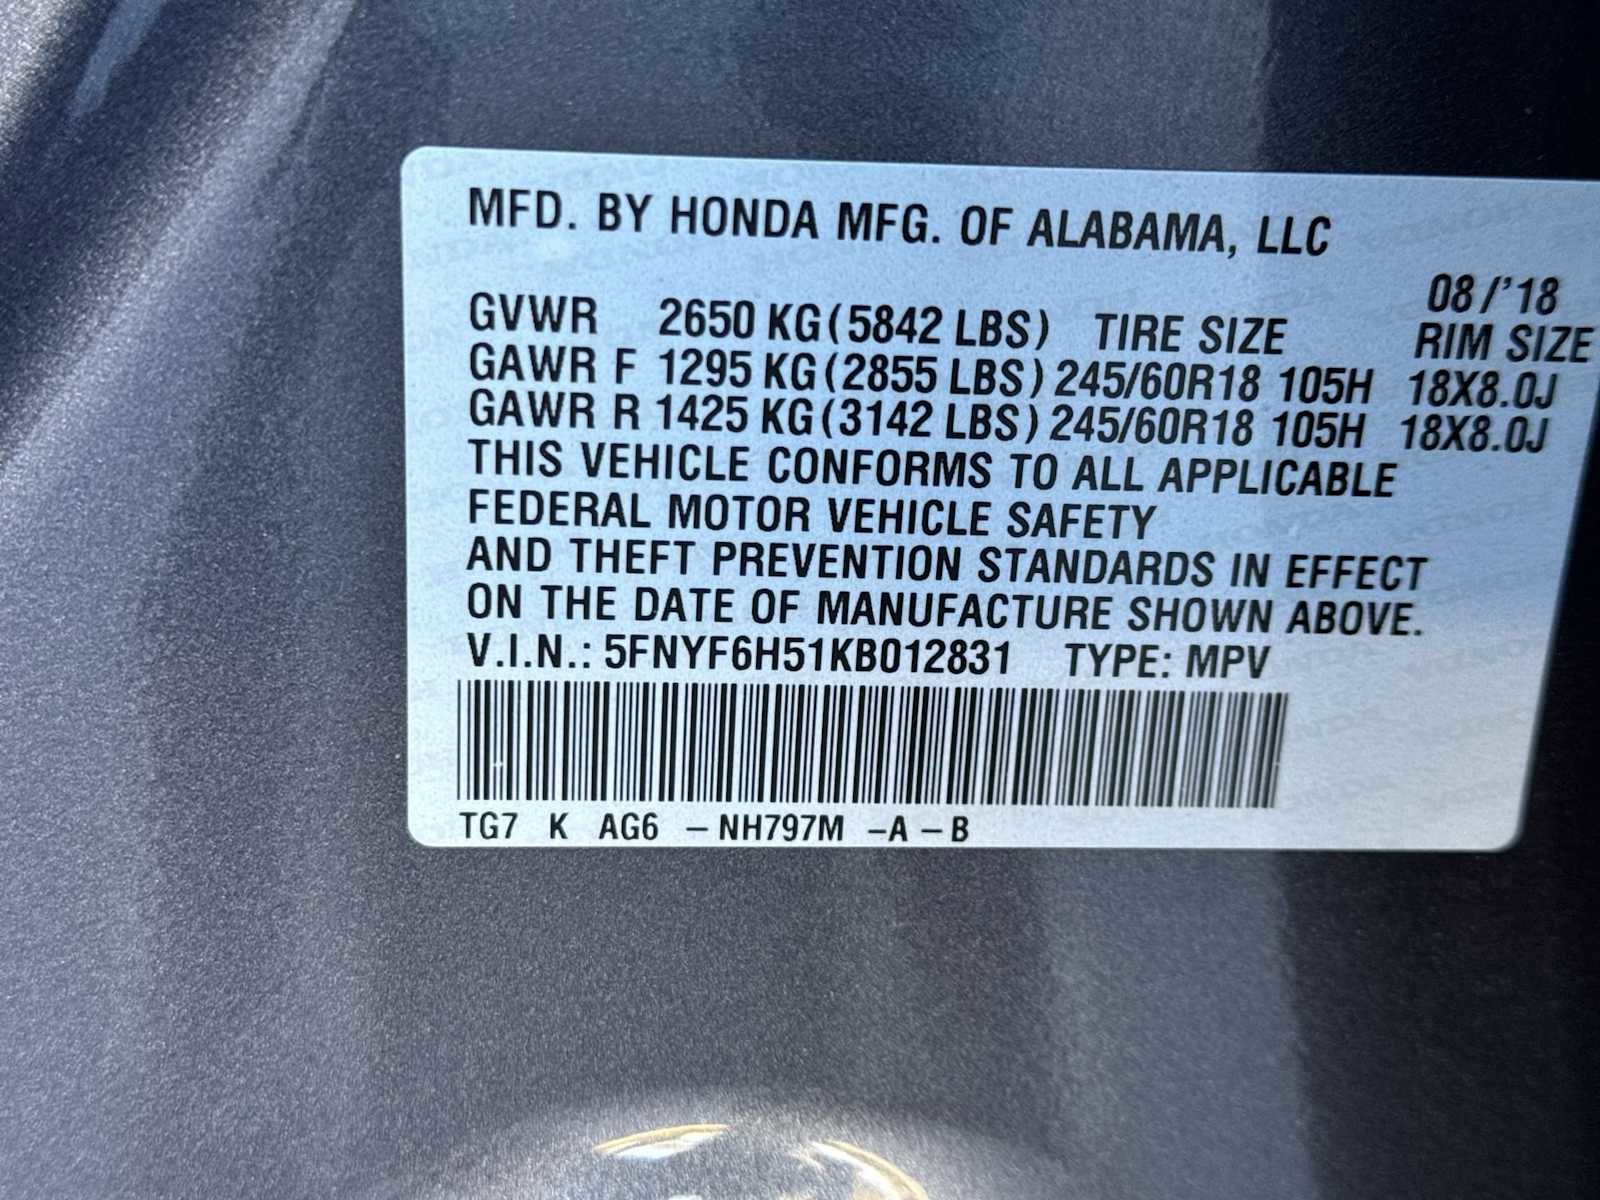 MFD. BY HONDA MFG. OF ALABAMA, LLC
08/'18
GVWR 2650 KG (5842 LBS) TIRE SIZE RIM SIZE
GAWR F 1295 KG (2855 LBS) 245/60R18 105H 18X8.0J
GAWR R 1425 KG (3142 LBS) 245/60R18 105H 18X8.0J
THIS VEHICLE CONFORMS TO ALL APPLICABLE
FEDERAL MOTOR VEHICLE SAFETY
AND THEFT PREVENTION STANDARDS IN EFFECT
ON THE DATE OF MANUFACTURE SHOWN ABOVE.
V.I.N.: 5FNYF6H51KB012831 TYPE: MPV
TG7 K AG6 – NH797M –A – B